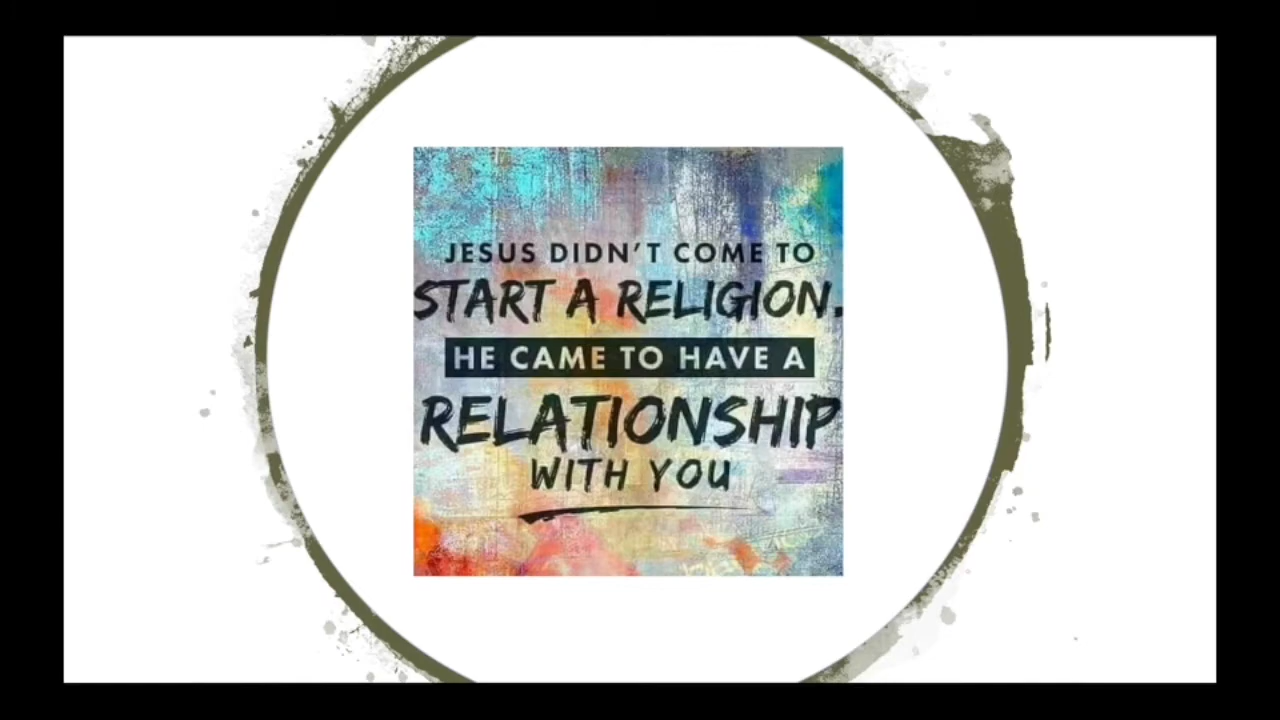 JESUS DIDN'T COME TO
START A RELIGION.
HE CAME TO HAVE A
RELATIONSHIP
WITH YOU